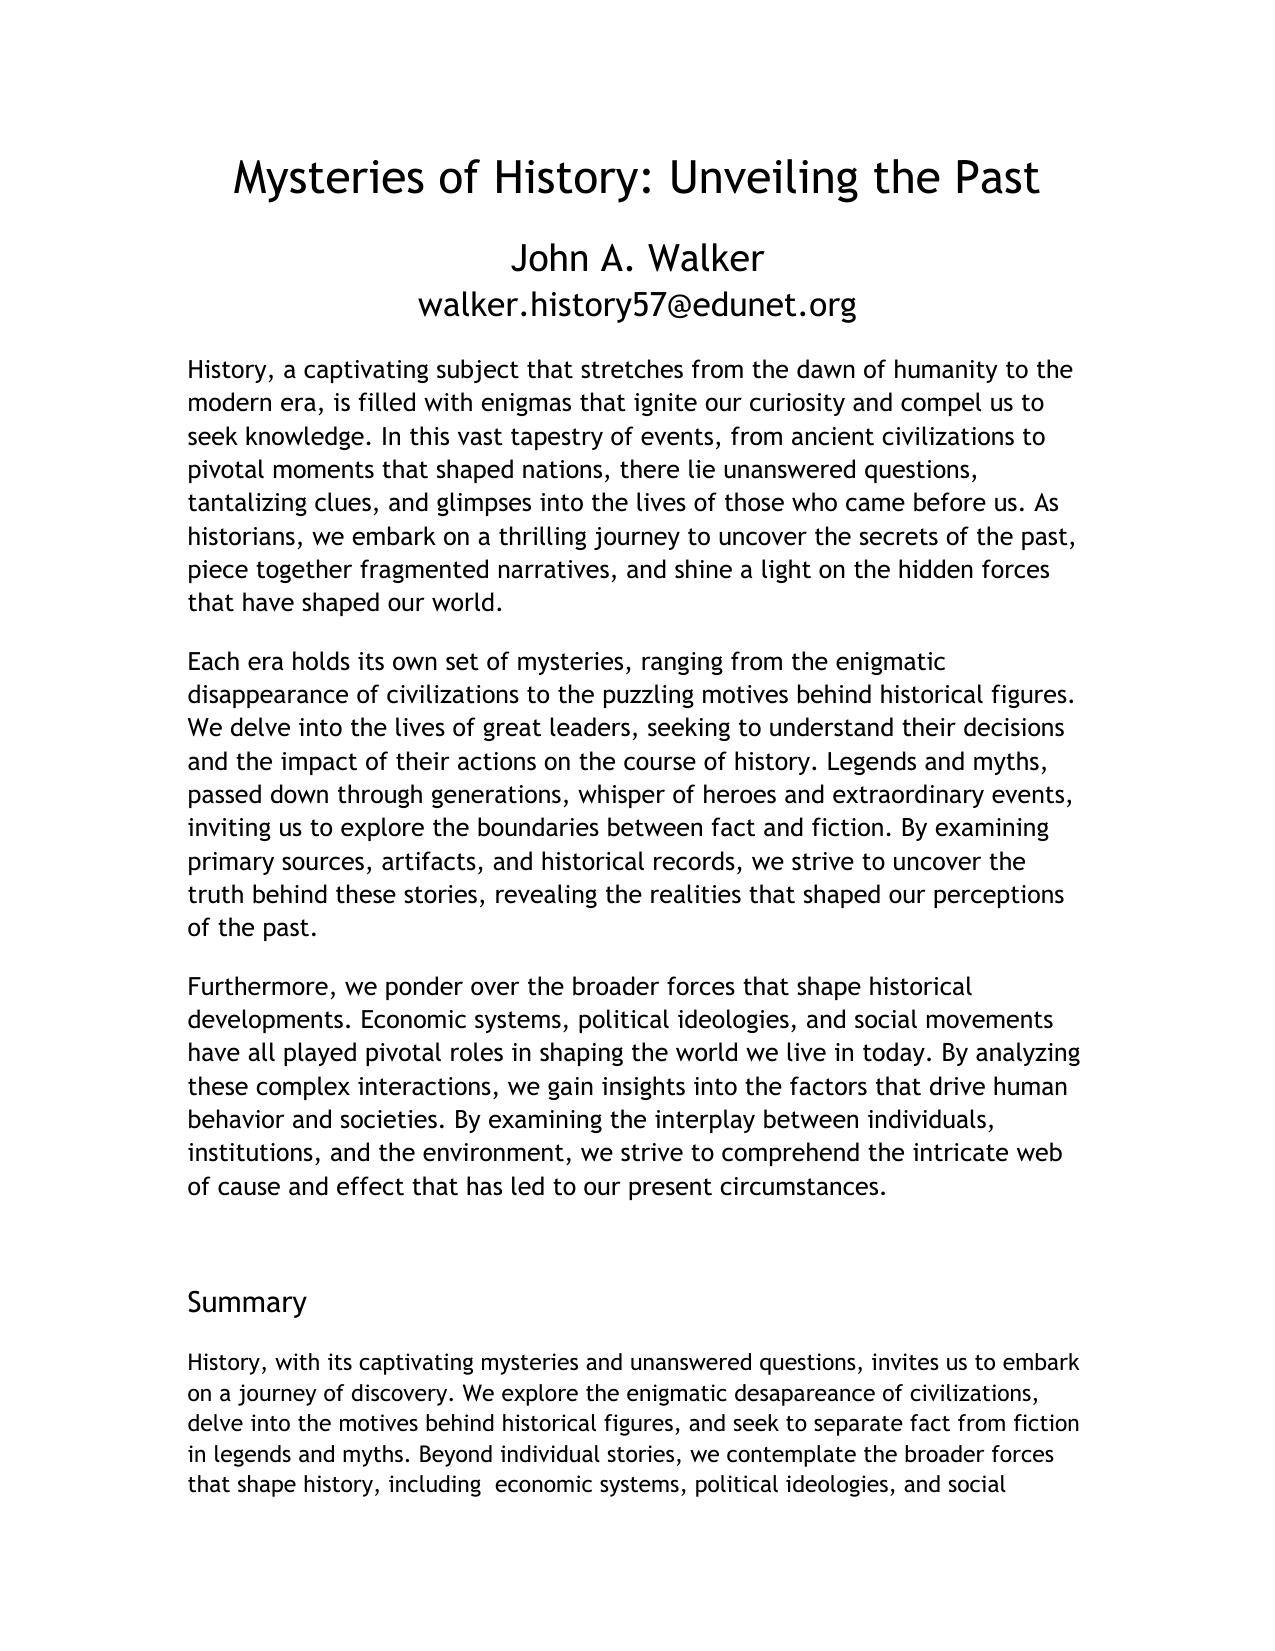 Mysteries of History: Unveiling the Past
John A. Walker
walker.history57@edunet.org
History, a captivating subject that stretches from the dawn of humanity to the
modern era, is filled with enigmas that ignite our curiosity and compel us to
seek knowledge. In this vast tapestry of events, from ancient civilizations to
pivotal moments that shaped nations, there lie unanswered questions,
tantalizing clues, and glimpses into the lives of those who came before us. As
historians, we embark on a thrilling journey to uncover the secrets of the past,
piece together fragmented narratives, and shine a light on the hidden forces
that have shaped our world.
Each era holds its own set of mysteries, ranging from the enigmatic
disappearance of civilizations to the puzzling motives behind historical figures.
We delve into the lives of great leaders, seeking to understand their decisions
and the impact of their actions on the course of history. Legends and myths,
passed down through generations, whisper of heroes and extraordinary events,
inviting us to explore the boundaries between fact and fiction. By examining
primary sources, artifacts, and historical records, we strive to uncover the
truth behind these stories, revealing the realities that shaped our perceptions
of the past.
Furthermore, we ponder over the broader forces that shape historical
developments. Economic systems, political ideologies, and social movements
have all played pivotal roles in shaping the world we live in today. By analyzing
these complex interactions, we gain insights into the factors that drive human
behavior and societies. By examining the interplay between individuals,
institutions, and the environment, we strive to comprehend the intricate web
of cause and effect that has led to our present circumstances.
Summary
History, with its captivating mysteries and unanswered questions, invites us to embark
on a journey of discovery. We explore the enigmatic desapareance of civilizations,
delve into the motives behind historical figures, and seek to separate fact from fiction
in legends and myths. Beyond individual stories, we contemplate the broader forces
that shape history, including  economic systems, political ideologies, and social